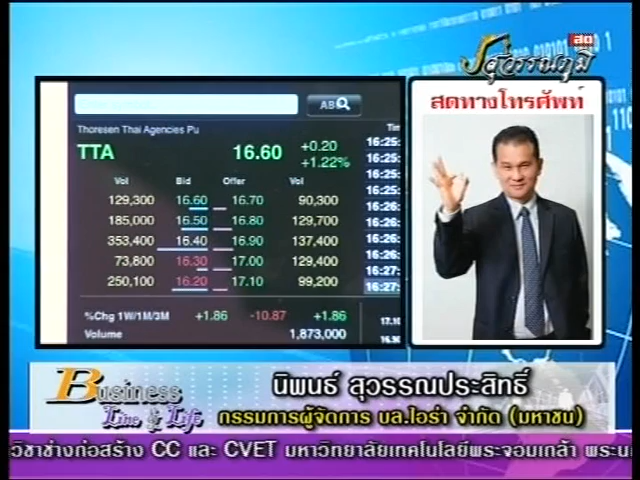 สด
สุวรรณภูมิ
สดทางโทรศัพท์
AB
Thoresen Thai Agencies Pu
TTA 16.60 +0.20 +1.22%
Vol Bid Offer Vol
129,300 16.60 16.70 90,300
185,000 16.50 16.80 129,700
353,400 16.40 16.90 137,400
73,800 16.30 17.00 129,400
250,100 16.20 17.10 99,200
%Chg 1W/1M/3M +1.86 -10.87 +1.86
Volume 1,873,000
Tim
16:25:
16:25:
16:25:
16:25:
16:26:
16:26:
16:26:
16:26:
16:27:
16:27:
17.10
Business
Line & Life
นิพนธ์ สุวรรณประสิทธิ์
กรรมการผู้จัดการ บล.ไอร่า จำกัด (มหาชน)
วิชาช่างก่อสร้าง CC และ CVET มหาวิทยาลัยเทคโนโลยีพระจอมเกล้า พระน